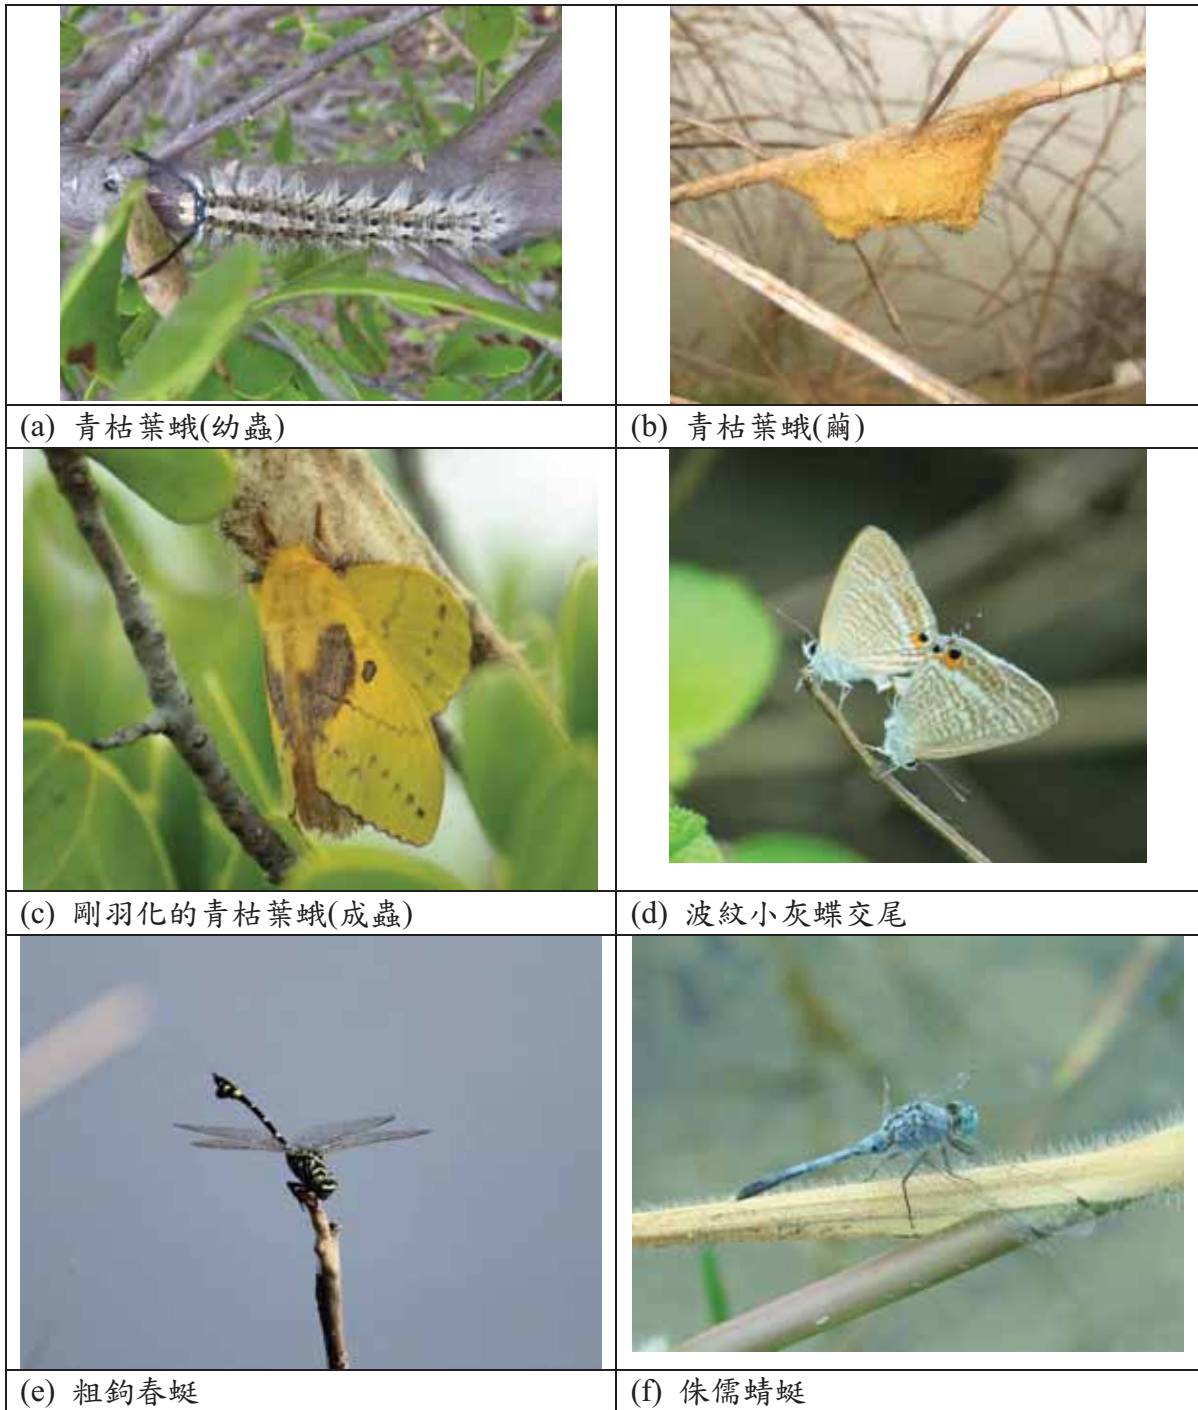 (a) 青枯葉蛾(幼蟲)
(b) 青枯葉蛾(繭)
(c) 剛羽化的青枯葉蛾(成蟲)
(d) 波紋小灰蝶交尾
(e) 粗鉤春蜓
(f) 侏儒蜻蜓